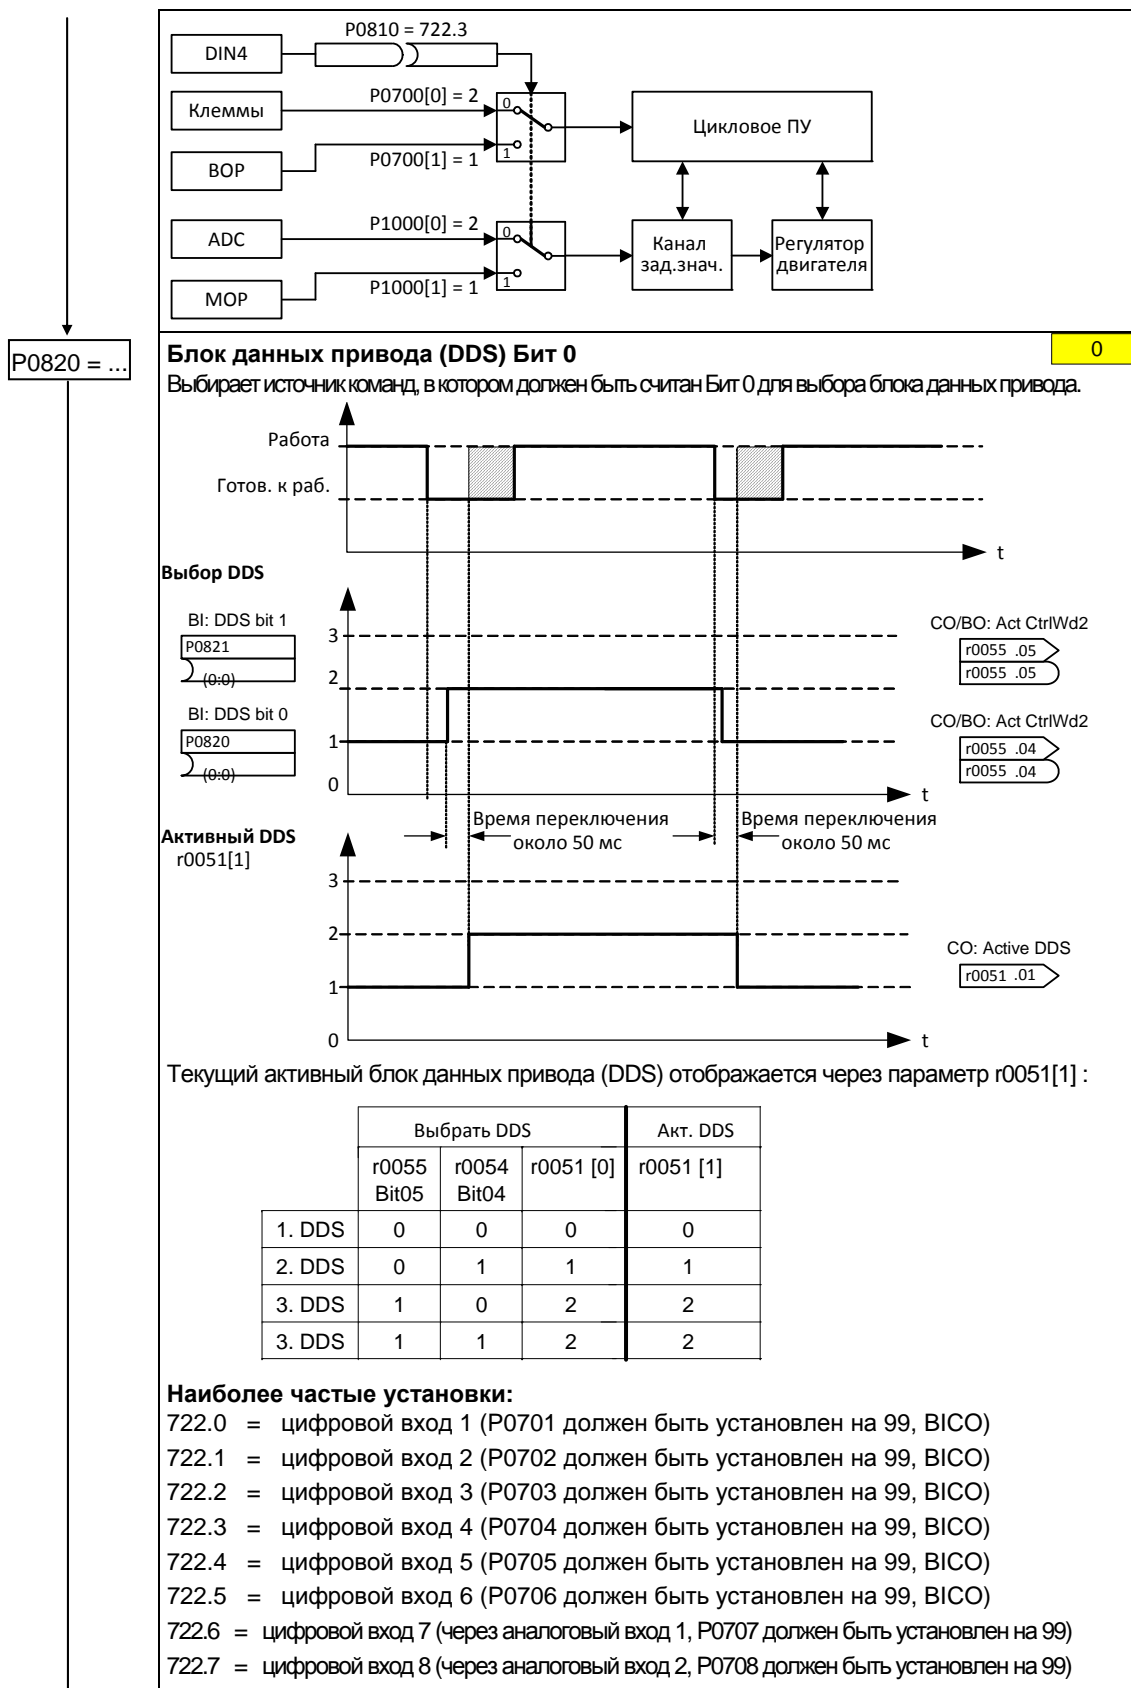 P0810 = 722.3
DIN4
Клеммы
P0700[0] = 2
0
Цикловое ПУ
BOP
P0700[1] = 1
1
ADC
P1000[0] = 2
0
Канал
зад.знач.
Регулятор
двигателя
MOP
P1000[1] = 1
1
P0820 = ...
Блок данных привода (DDS) Бит 0
0
Выбирает источник команд, в котором должен быть считан Бит 0 для выбора блока данных привода.
Работа
Готов. к раб.
t
Выбор DDS
BI: DDS bit 1
P0821
(0:0)
BI: DDS bit 0
P0820
(0:0)
3
2
1
0
t
CO/BO: Act CtrlWd2
r0055 .05
r0055 .05
CO/BO: Act CtrlWd2
r0055 .04
r0055 .04
Время переключения
около 50 мс
Время переключения
около 50 мс
Активный DDS
r0051[1]
3
2
1
0
t
CO: Active DDS
r0051 .01
Текущий активный блок данных привода (DDS) отображается через параметр r0051[1] :
Выбрать DDS Акт. DDS
r0055 Bit05 r0054 Bit04 r0051 [0] r0051 [1]
1. DDS 0 0 0 0
2. DDS 0 1 1 1
3. DDS 1 0 2 2
3. DDS 1 1 2 2
Наиболее частые установки:
722.0 = цифровой вход 1 (P0701 должен быть установлен на 99, BICO)
722.1 = цифровой вход 2 (P0702 должен быть установлен на 99, BICO)
722.2 = цифровой вход 3 (P0703 должен быть установлен на 99, BICO)
722.3 = цифровой вход 4 (P0704 должен быть установлен на 99, BICO)
722.4 = цифровой вход 5 (P0705 должен быть установлен на 99, BICO)
722.5 = цифровой вход 6 (P0706 должен быть установлен на 99, BICO)
722.6 = цифровой вход 7 (через аналоговый вход 1, P0707 должен быть установлен на 99)
722.7 = цифровой вход 8 (через аналоговый вход 2, P0708 должен быть установлен на 99)